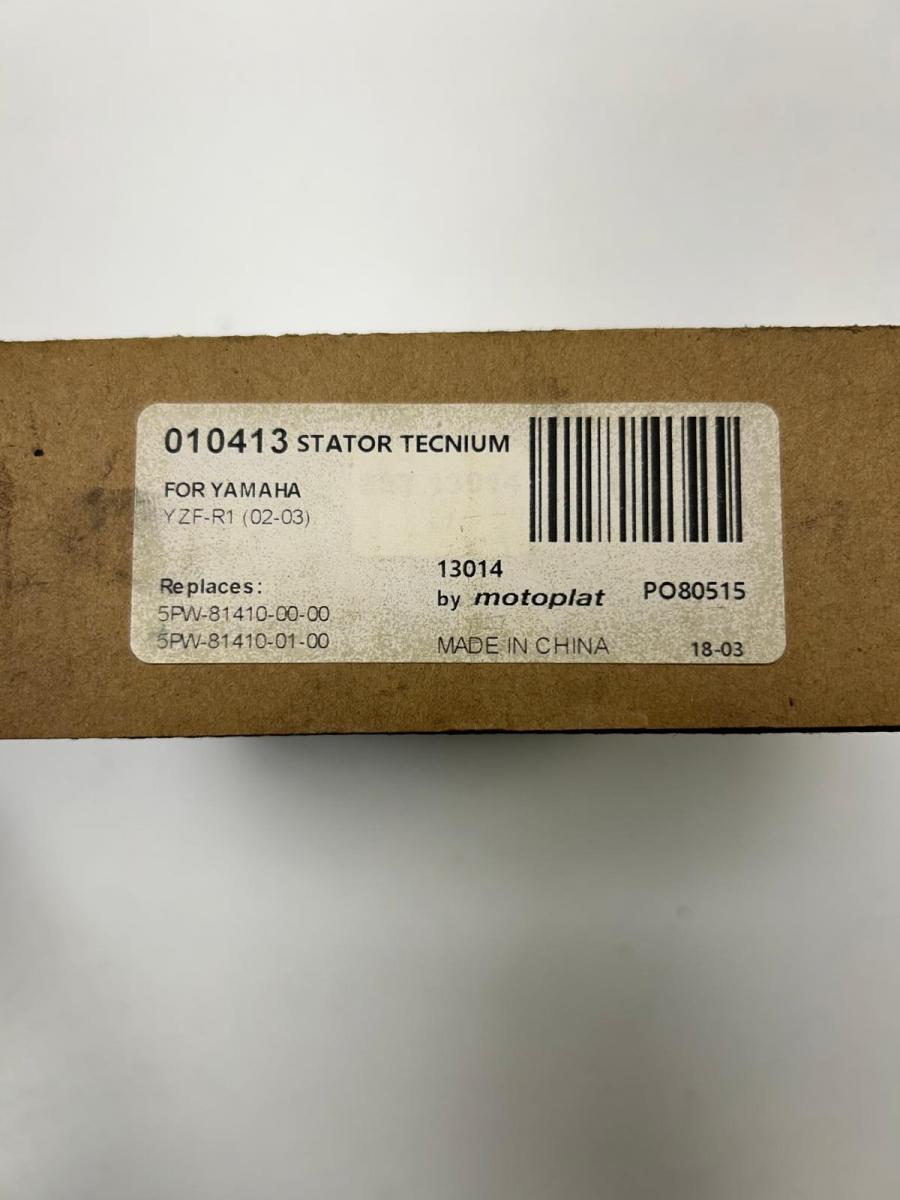 010413 STATOR TECNIUM
FOR YAMAHA
YZF-R1 (02-03)
Replaces:
5PW-81410-00-00
5PW-81410-01-00
13014
by motoplat
MADE IN CHINA
PO80515
18-03